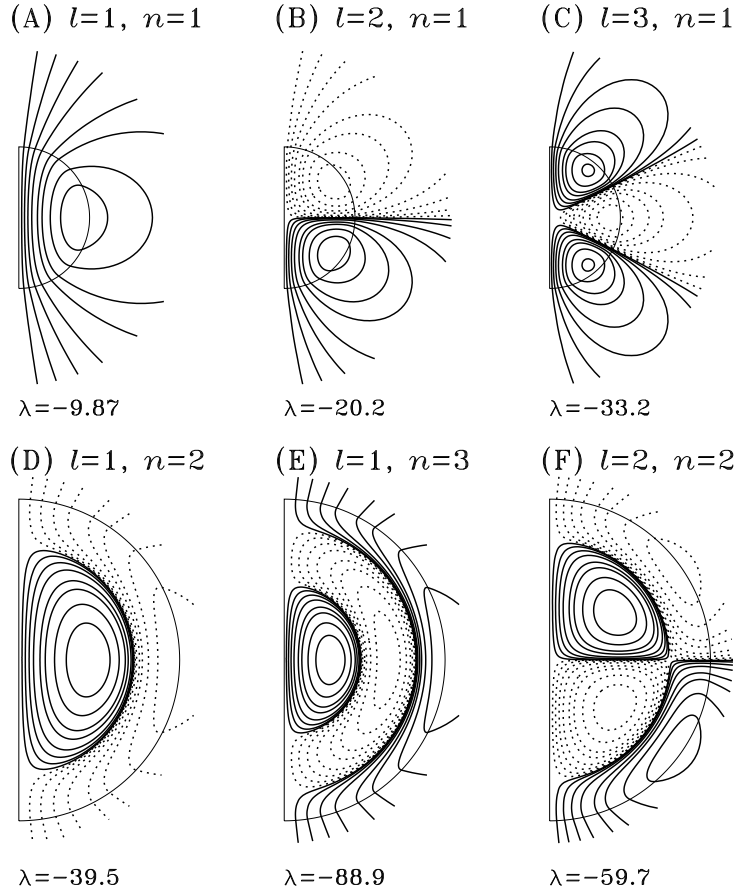 (A) l=1, n=1
(B) l=2, n=1
(C) l=3, n=1
λ=−9.87
λ=−20.2
λ=−33.2
(D) l=1, n=2
(E) l=1, n=3
(F) l=2, n=2
λ=−39.5
λ=−88.9
λ=−59.7